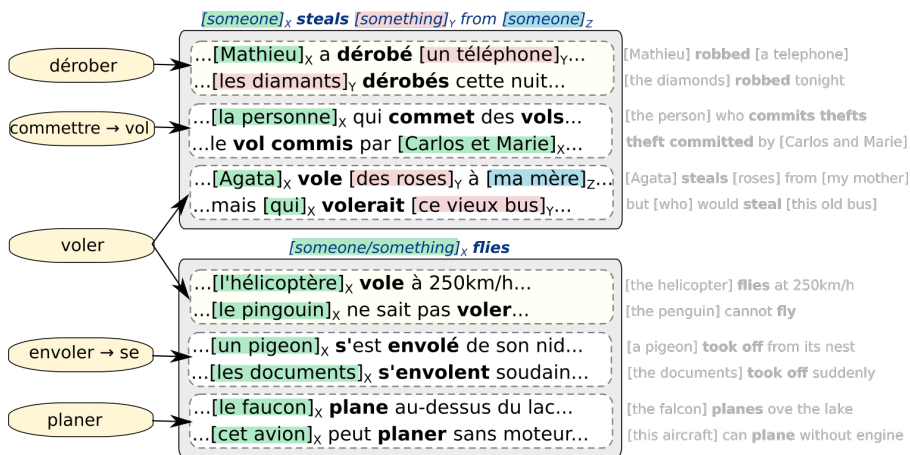 [someone]X steals [something]Y from [someone]Z
dérober
...[Mathieu]X a dérobé [un téléphone]Y...
[Mathieu] robbed [a telephone]
...[les diamants]Y dérobés cette nuit...
[the diamonds] robbed tonight
commettre → vol
...[la personne]X qui commet des vols...
[the person] who commits thefts
...le vol commis par [Carlos et Marie]X...
theft committed by [Carlos and Marie]
...[Agata]X vole [des roses]Y à [ma mère]Z...
[Agata] steals [roses] from [my mother]
...mais [qui]X volerait [ce vieux bus]Y...
but [who] would steal [this old bus]
voler
[someone/something]X flies
...[l'hélicoptère]X vole à 250km/h...
[the helicopter] flies at 250km/h
...[le pingouin]X ne sait pas voler...
[the penguin] cannot fly
envoler → se
...[un pigeon]X s'est envolé de son nid...
[a pigeon] took off from its nest
...[les documents]X s'envolent soudain...
[the documents] took off suddenly
planer
...[le faucon]X plane au-dessus du lac...
[the falcon] planes ove the lake
...[cet avion]X peut planer sans moteur...
[this aircraft] can plane without engine